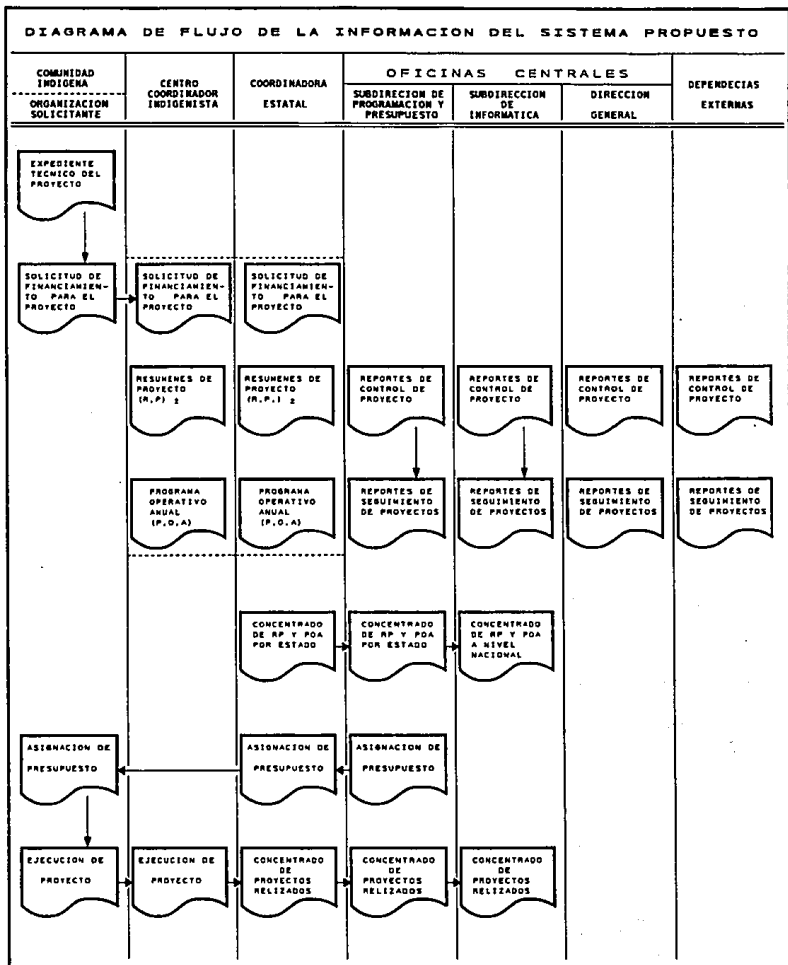 DIAGRAMA DE FLUJO DE LA INFORMACION DEL SISTEMA PROPUESTO
COMUNIDAD
INDIGENA
ORGANIZACION
SOLICITANTE
CENTRO
COORDINADOR
INDIGENISTA
COORDINADORA
ESTATAL
OFICINAS CENTRALES
SUBDIRECION DE
PROGRAMACION Y
PRESUPUESTO
SUBDIRECCION
DE
INFORMATICA
DIRECCION
GENERAL
DEPENDECIAS
EXTERNAS
EXPEDIENTE
TECNICO DEL
PROYECTO
SOLICITUD DE
FINANCIAMIEN-
TO PARA EL
PROYECTO
SOLICITUD DE
FINANCIAMIEN-
TO PARA EL
PROYECTO
SOLICITUD DE
FINANCIAMIEN-
TO PARA EL
PROYECTO
RESUMENES DE
PROYECTO
(R.P) 2
RESUMENES DE
PROYECTO
(R.P.) 2
REPORTES DE
CONTROL DE
PROYECTO
REPORTES DE
CONTROL DE
PROYECTO
REPORTES DE
CONTROL DE
PROYECTO
REPORTES DE
CONTROL DE
PROYECTO
PROGRAMA
OPERATIVO
ANUAL
(P.O.A)
PROGRAMA
OPERATIVO
ANUAL
(P.O.A)
REPORTES DE
SEGUIMIENTO
DE PROYECTOS
REPORTES DE
SEGUIMIENTO
DE PROYECTOS
REPORTES DE
SEGUIMIENTO
DE PROYECTOS
REPORTES DE
SEGUIMIENTO
DE PROYECTOS
CONCENTRADO
DE RP Y POA
POR ESTADO
CONCENTRADO
DE RP Y POA
POR ESTADO
CONCENTRADO
DE RP Y POA
A NIVEL
NACIONAL
ASIGNACION DE
PRESUPUESTO
ASIGNACION DE
PRESUPUESTO
ASIGNACION DE
PRESUPUESTO
EJECUCION DE
PROYECTO
EJECUCION DE
PROYECTO
CONCENTRADO
DE
PROYECTOS
RELIZADOS
CONCENTRADO
DE
PROYECTOS
RELIZADOS
CONCENTRADO
DE
PROYECTOS
RELIZADOS